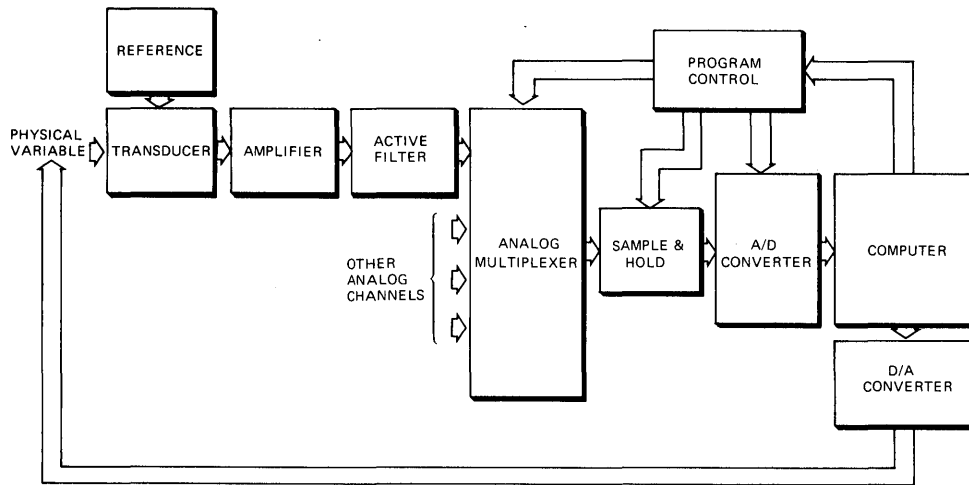 REFERENCE
PROGRAM
CONTROL
PHYSICAL
VARIABLE
TRANSDUCER
AMPLIFIER
ACTIVE
FILTER
OTHER
ANALOG
CHANNELS
ANALOG
MULTIPLEXER
SAMPLE &
HOLD
A/D
CONVERTER
COMPUTER
D/A
CONVERTER